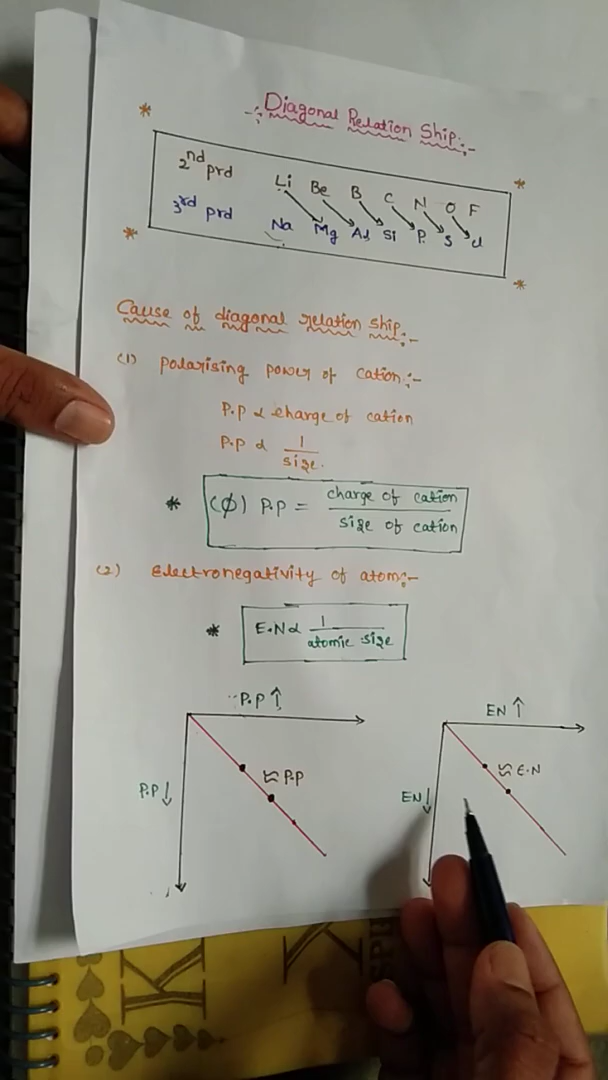 Diagonal Relation Ship:-
2nd prd Li Be B C N O F
3rd prd Na Mg Al Si P S Cl
Cause of diagonal relation ship:-
(1) polarising power of cation:-
P.P α charge of cation
P.P α 1/size.
* (ϕ) P.P = charge of cation/size of cation
(2) Electronegativity of atom:-
* E.N α 1/atomic size
P.P ↑
P.P ↓
≈ P.P
EN ↑
EN ↓
≈ E.N
K